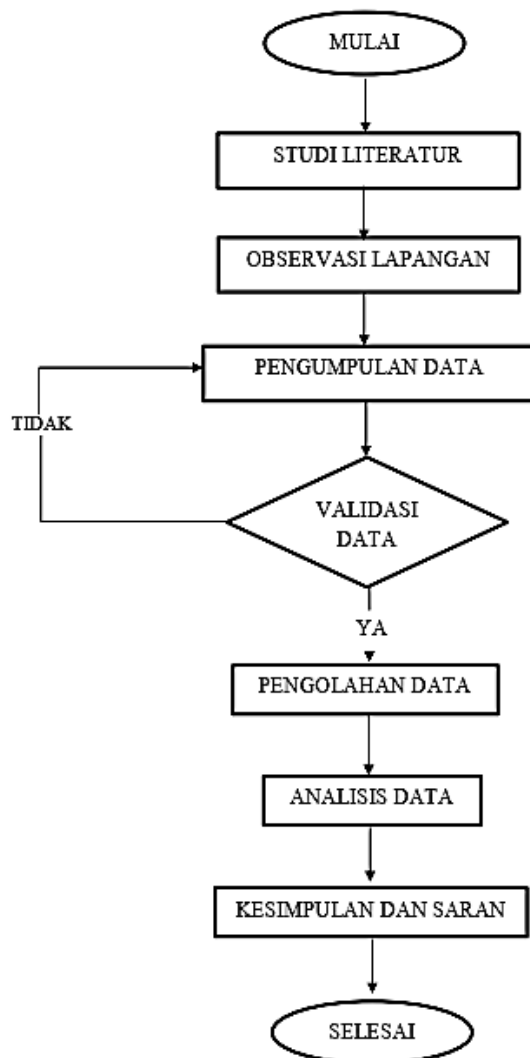 MULAI
STUDI LITERATUR
OBSERVASI LAPANGAN
PENGUMPULAN DATA
TIDAK
VALIDASI
DATA
YA
PENGOLAHAN DATA
ANALISIS DATA
KESIMPULAN DAN SARAN
SELESAI